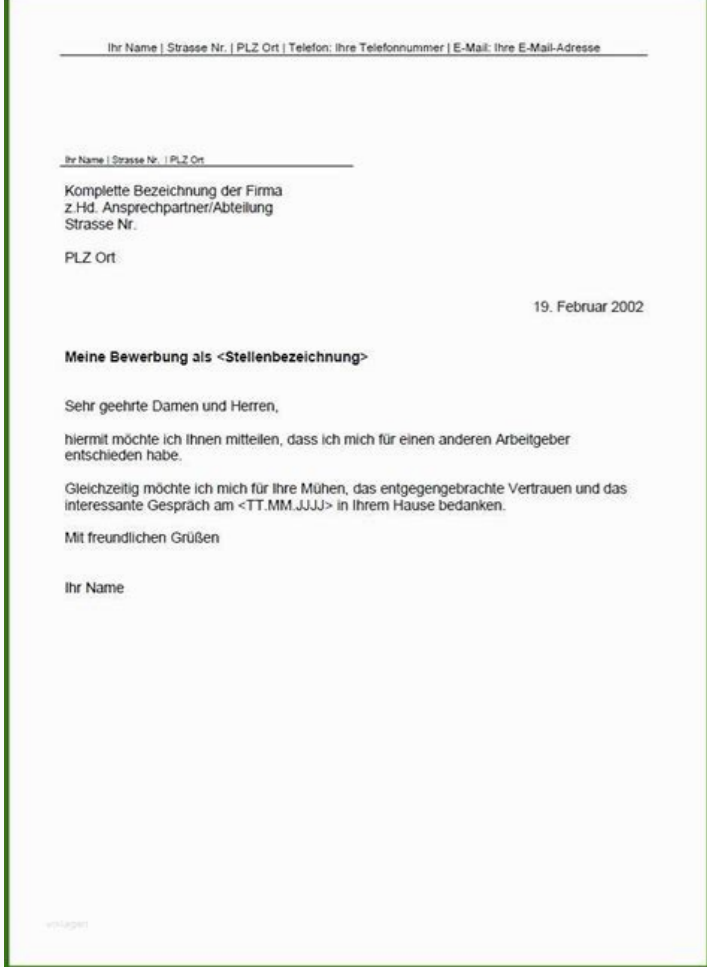 Ihr Name | Strasse Nr. | PLZ Ort | Telefon: Ihre Telefonnummer | E-Mail: Ihre E-Mail-Adresse
Ihr Name | Strasse Nr. | PLZ Ort
Komplette Bezeichnung der Firma
z.Hd. Ansprechpartner/Abteilung
Strasse Nr.
PLZ Ort
19. Februar 2002
Meine Bewerbung als <Stellenbezeichnung>
Sehr geehrte Damen und Herren,
hiermit möchte ich Ihnen mitteilen, dass ich mich für einen anderen Arbeitgeber
entschieden habe.
Gleichzeitig möchte ich mich für Ihre Mühen, das entgegengebrachte Vertrauen und das
interessante Gespräch am <TT.MM.JJJJ> in Ihrem Hause bedanken.
Mit freundlichen Grüßen
Ihr Name